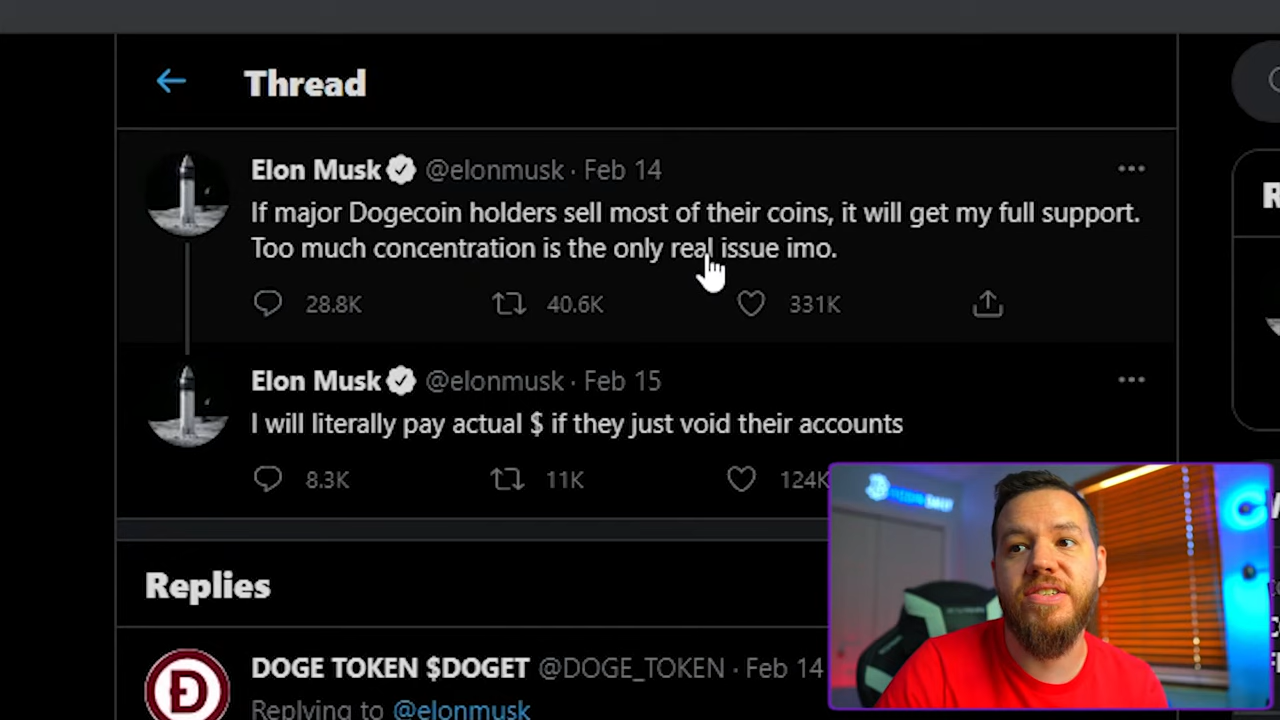 Thread
Elon Musk @elonmusk · Feb 14
If major Dogecoin holders sell most of their coins, it will get my full support.
Too much concentration is the only real issue imo.
28.8K 40.6K 331K
Elon Musk @elonmusk · Feb 15
I will literally pay actual $ if they just void their accounts
8.3K 11K 124K
Replies
DOGE TOKEN $DOGET @DOGE_TOKEN · Feb 14
Replying to @elonmusk
R